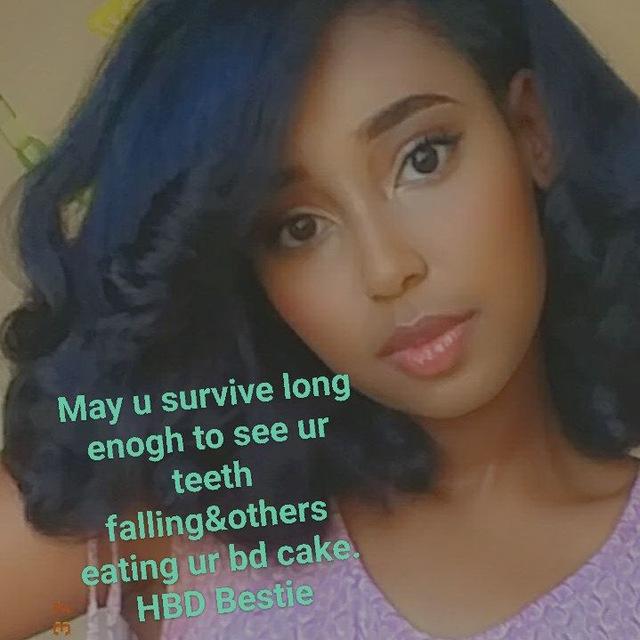 May u survive long
enogh to see ur
teeth
falling&others
eating ur bd cake.
HBD Bestie